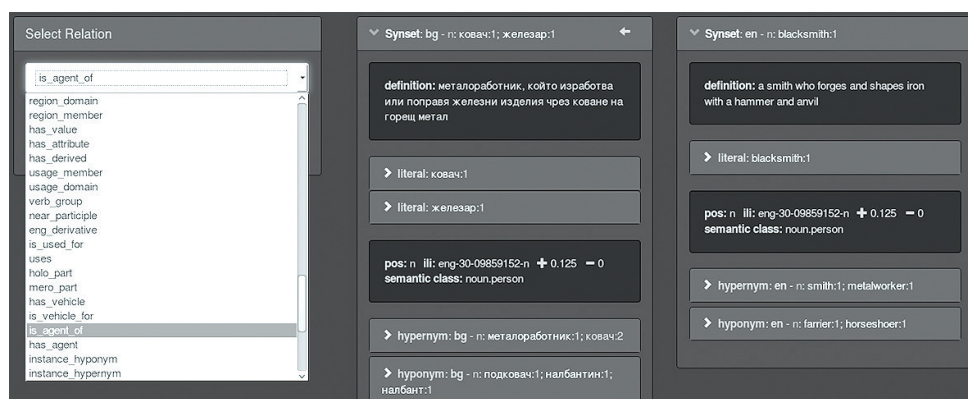 Select Relation
is_agent_of
region_domain
region_member
has_value
has_attribute
has_derived
usage_member
usage_domain
verb_group
near_participle
eng_derivative
is_used_for
uses
holo_part
mero_part
has_vehicle
is_vehicle_for
is_agent_of
has_agent
instance_hyponym
instance_hypernym
Synset: bg - n: ковач:1; железар:1
definition: металоработник, който изработва
или поправя железни изделия чрез коване на
горещ метал
literal: ковач:1
literal: железар:1
pos: n ili: eng-30-09859152-n + 0.125 − 0
semantic class: noun.person
hypernym: bg - n: металоработник:1; ковач:2
hyponym: bg - n: подковач:1; налбантин:1;
налбант:1
Synset: en - n: blacksmith:1
definition: a smith who forges and shapes iron
with a hammer and anvil
literal: blacksmith:1
pos: n ili: eng-30-09859152-n + 0.125 − 0
semantic class: noun.person
hypernym: en - n: smith:1; metalworker:1
hyponym: en - n: farrier:1; horseshoer:1